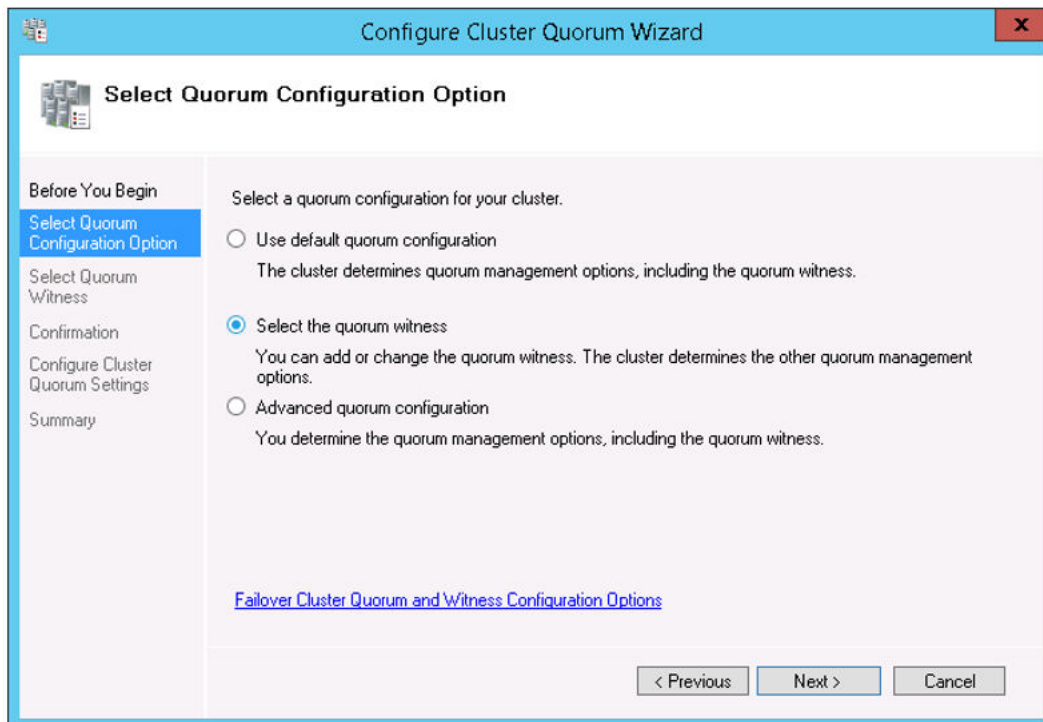 Configure Cluster Quorum Wizard
x
Select Quorum Configuration Option
Before You Begin
Select Quorum
Configuration Option
Select Quorum
Witness
Confirmation
Configure Cluster
Quorum Settings
Summary
Select a quorum configuration for your cluster.
Use default quorum configuration
The cluster determines quorum management options, including the quorum witness.
Select the quorum witness
You can add or change the quorum witness. The cluster determines the other quorum management
options.
Advanced quorum configuration
You determine the quorum management options, including the quorum witness.
Failover Cluster Quorum and Witness Configuration Options
< Previous
Next >
Cancel